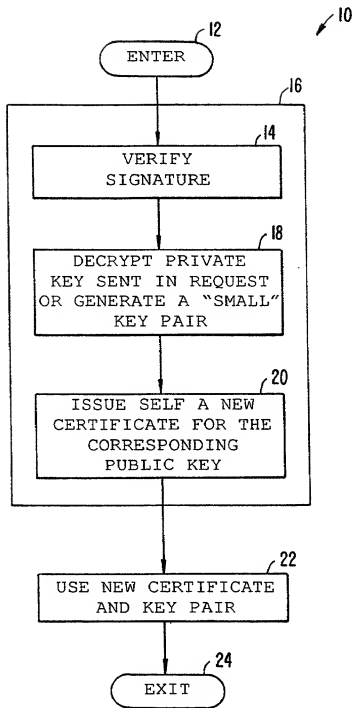 10
12
ENTER
16
14
VERIFY
SIGNATURE
18
DECRYPT PRIVATE
KEY SENT IN REQUEST
OR GENERATE A "SMALL"
KEY PAIR
20
ISSUE SELF A NEW
CERTIFICATE FOR THE
CORRESPONDING
PUBLIC KEY
22
USE NEW CERTIFICATE
AND KEY PAIR
24
EXIT